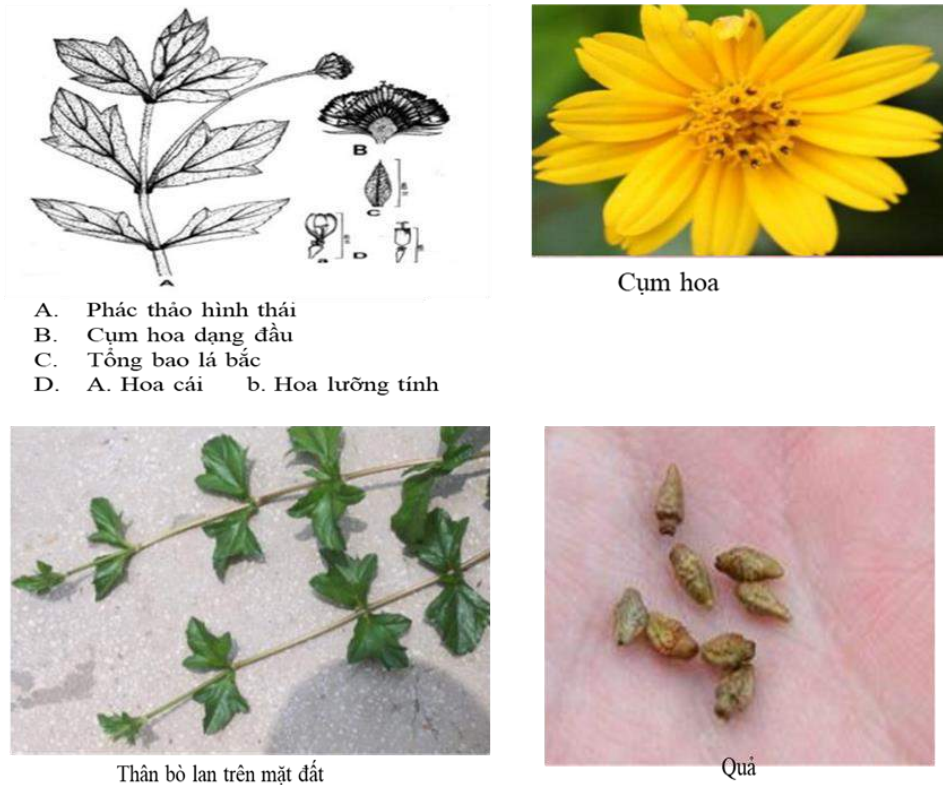 A
B
C
D
Cụm hoa
A. Phác thảo hình thái
B. Cụm hoa dạng đầu
C. Tổng bao lá bắc
D. A. Hoa cái b. Hoa lưỡng tính
Thân bò lan trên mặt đất
Quả